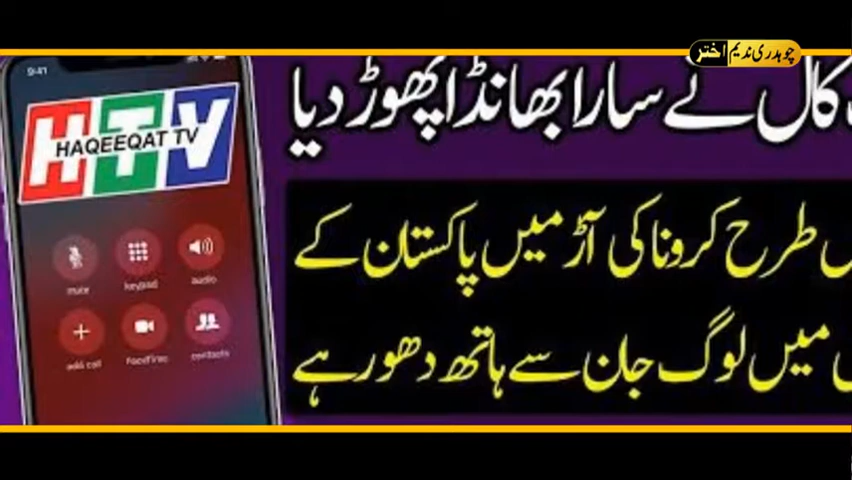 چوہدری ندیم اختر
9:41
کال نے سارا بھانڈا پھوڑ دیا
HTV
HAQEEQAT TV
طرح کرونا کی آڑ میں پاکستان کے
mute keypad audio
میں لوگ جان سے ہاتھ دھو رہے
add call FaceTime contacts